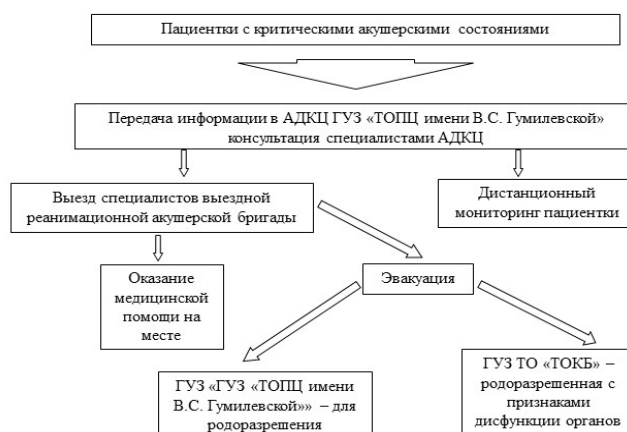 Пациентки с критическими акушерскими состояниями
Передача информации в АДКЦ ГУЗ «ТОПЦ имени В.С. Гумилевской»
консультация специалистами АДКЦ
Выезд специалистов выездной
реанимационной акушерской бригады
Дистанционный
мониторинг пациентки
Оказание
медицинской
помощи на
месте
Эвакуация
ГУЗ «ГУЗ «ТОПЦ имени
В.С. Гумилевской»» – для
родоразрешения
ГУЗ ТО «ТОКБ» –
родоразрешенная с
признаками
дисфункции органов